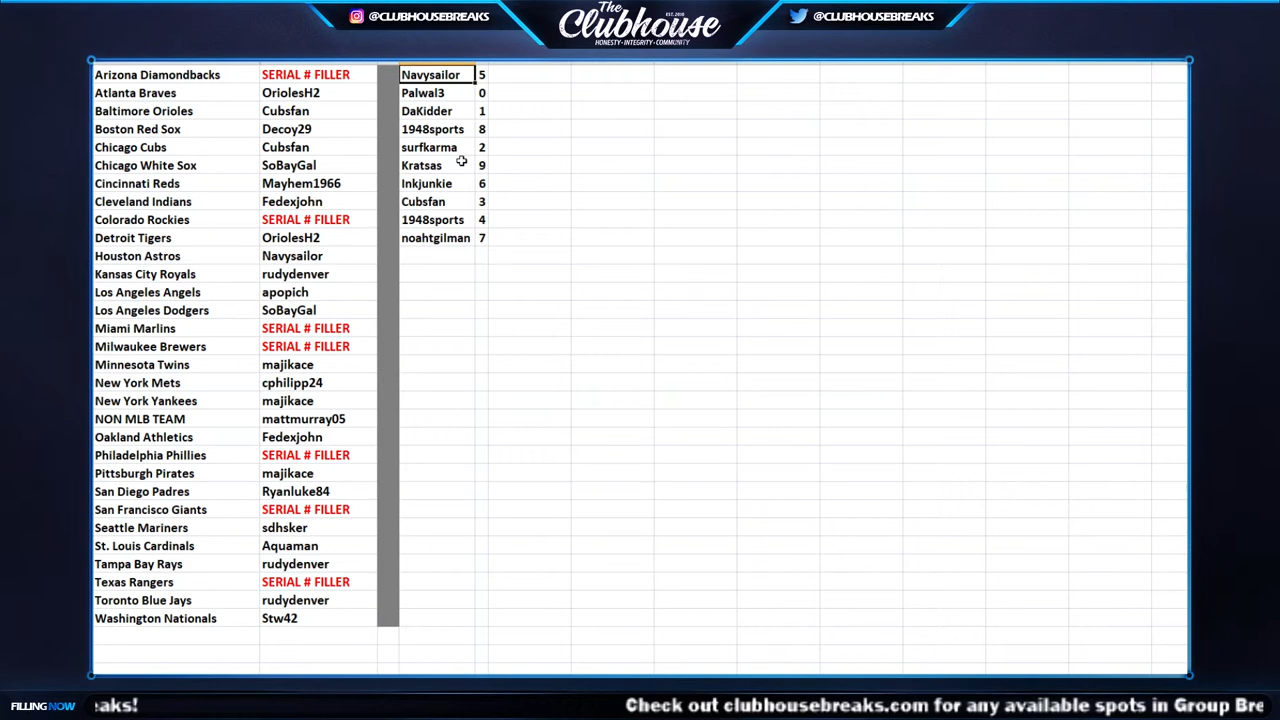 @CLUBHOUSEBREAKS
The
Clubhouse
EST. 2018
HONESTY • INTEGRITY • COMMUNITY
@CLUBHOUSEBREAKS
Arizona Diamondbacks SERIAL # FILLER Navysailor 5
Atlanta Braves OriolesH2 Palwal3 0
Baltimore Orioles Cubsfan DaKidder 1
Boston Red Sox Decoy29 1948sports 8
Chicago Cubs Cubsfan surfkarma 2
Chicago White Sox SoBayGal Kratsas 9
Cincinnati Reds Mayhem1966 Inkjunkie 6
Cleveland Indians Fedexjohn Cubsfan 3
Colorado Rockies SERIAL # FILLER 1948sports 4
Detroit Tigers OriolesH2 noahtgilman 7
Houston Astros Navysailor
Kansas City Royals rudydenver
Los Angeles Angels apopich
Los Angeles Dodgers SoBayGal
Miami Marlins SERIAL # FILLER
Milwaukee Brewers SERIAL # FILLER
Minnesota Twins majikace
New York Mets cphilipp24
New York Yankees majikace
NON MLB TEAM mattmurray05
Oakland Athletics Fedexjohn
Philadelphia Phillies SERIAL # FILLER
Pittsburgh Pirates majikace
San Diego Padres Ryanluke84
San Francisco Giants SERIAL # FILLER
Seattle Mariners sdhsker
St. Louis Cardinals Aquaman
Tampa Bay Rays rudydenver
Texas Rangers SERIAL # FILLER
Toronto Blue Jays rudydenver
Washington Nationals Stw42
FILLING NOW aks! Check out clubhousebreaks.com for any available spots in Group Bre